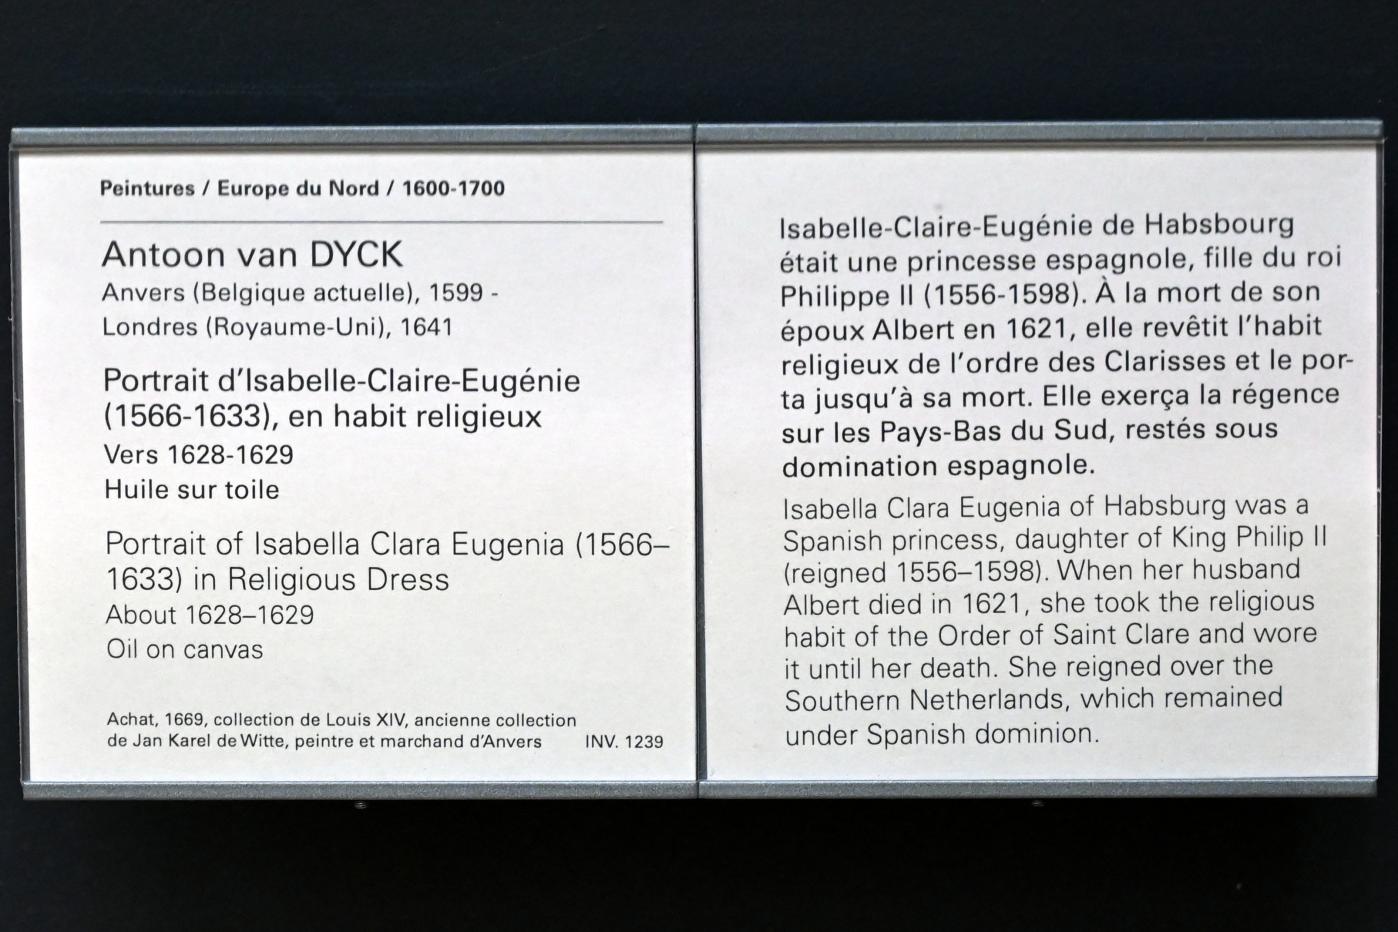 Peintures / Europe du Nord / 1600-1700
Antoon van DYCK
Anvers (Belgique actuelle), 1599 -
Londres (Royaume-Uni), 1641
Portrait d'Isabelle-Claire-Eugénie
(1566-1633), en habit religieux
Vers 1628-1629
Huile sur toile
Portrait of Isabella Clara Eugenia (1566–
1633) in Religious Dress
About 1628–1629
Oil on canvas
Achat, 1669, collection de Louis XIV, ancienne collection
de Jan Karel de Witte, peintre et marchand d'Anvers INV. 1239
Isabelle-Claire-Eugénie de Habsbourg
était une princesse espagnole, fille du roi
Philippe II (1556-1598). À la mort de son
époux Albert en 1621, elle revêtit l'habit
religieux de l'ordre des Clarisses et le por-
ta jusqu'à sa mort. Elle exerça la régence
sur les Pays-Bas du Sud, restés sous
domination espagnole.
Isabella Clara Eugenia of Habsburg was a
Spanish princess, daughter of King Philip II
(reigned 1556–1598). When her husband
Albert died in 1621, she took the religious
habit of the Order of Saint Clare and wore
it until her death. She reigned over the
Southern Netherlands, which remained
under Spanish dominion.